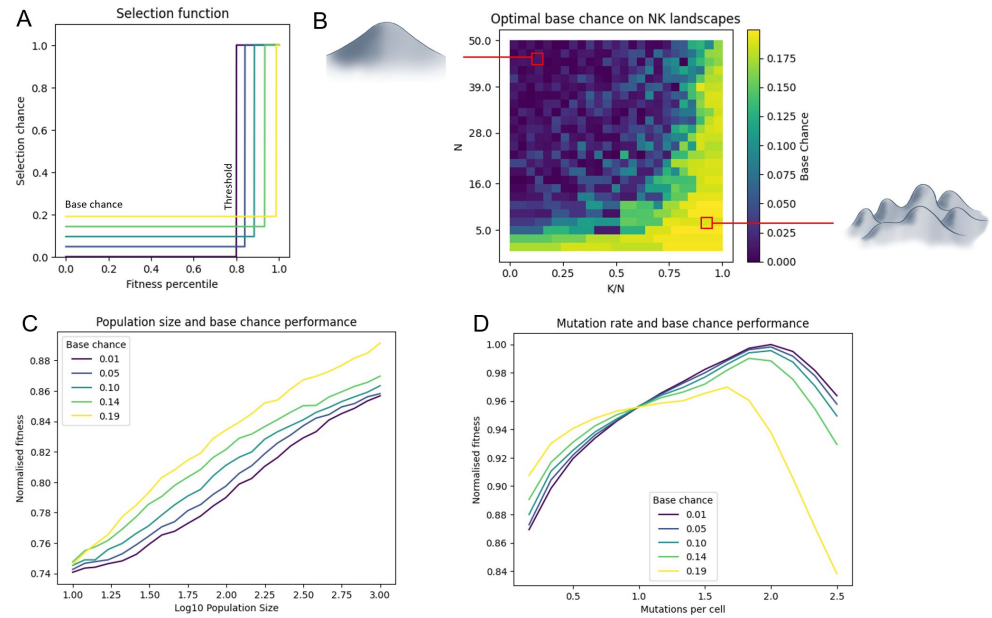 A
Selection function
1.0
0.8
0.6
0.4
0.2
0.0
Selection chance
Base chance
Threshold
0.0 0.2 0.4 0.6 0.8 1.0
Fitness percentile
B
Optimal base chance on NK landscapes
50.0
39.0
28.0
16.0
5.0
N
0.0 0.25 0.5 0.75 1.0
K/N
0.175
0.150
0.125
0.100
0.075
0.050
0.025
0.000
Base Chance
C
Population size and base chance performance
Base chance
0.01
0.05
0.10
0.14
0.19
0.88
0.86
0.84
0.82
0.80
0.78
0.76
0.74
Normalised fitness
1.00 1.25 1.50 1.75 2.00 2.25 2.50 2.75 3.00
Log10 Population Size
D
Mutation rate and base chance performance
1.00
0.98
0.96
0.94
0.92
0.90
0.88
0.86
0.84
Normalised fitness
Base chance
0.01
0.05
0.10
0.14
0.19
0.5 1.0 1.5 2.0 2.5
Mutations per cell